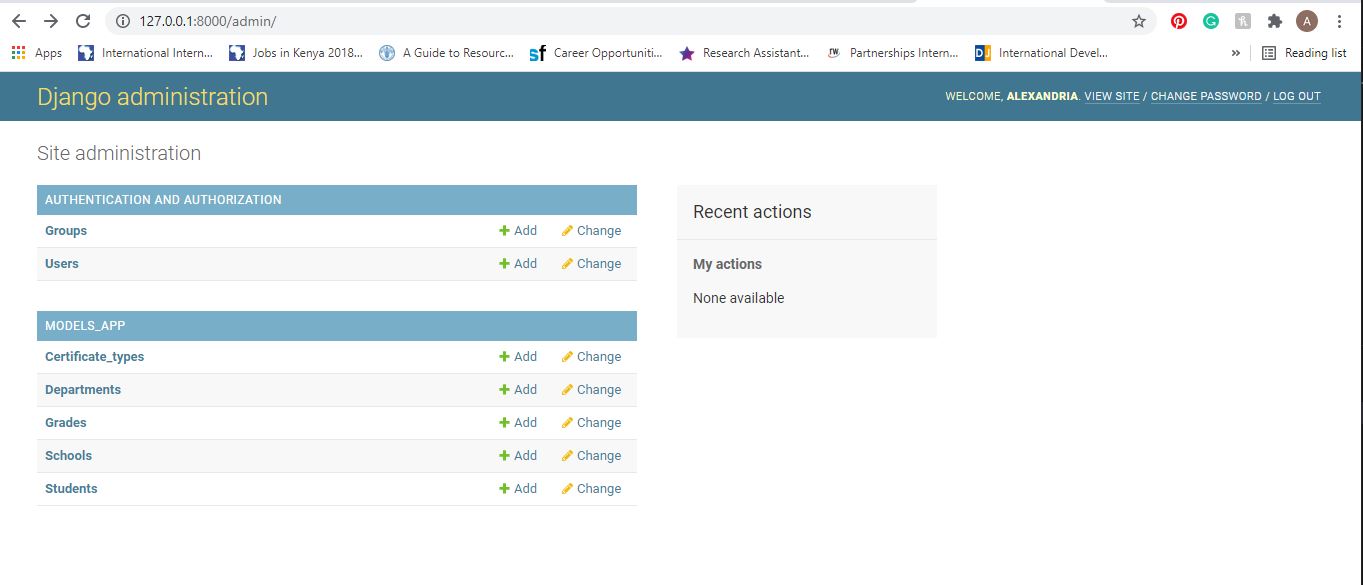 127.0.0.1:8000/admin/
A
Apps International Intern... Jobs in Kenya 2018... A Guide to Resourc... sf Career Opportuniti... Research Assistant... rw. Partnerships Intern... DJ International Devel... » Reading list
Django administration
WELCOME, ALEXANDRIA. VIEW SITE / CHANGE PASSWORD / LOG OUT
Site administration
AUTHENTICATION AND AUTHORIZATION
Groups Add Change
Users Add Change
MODELS_APP
Certificate_types Add Change
Departments Add Change
Grades Add Change
Schools Add Change
Students Add Change
Recent actions
My actions
None available